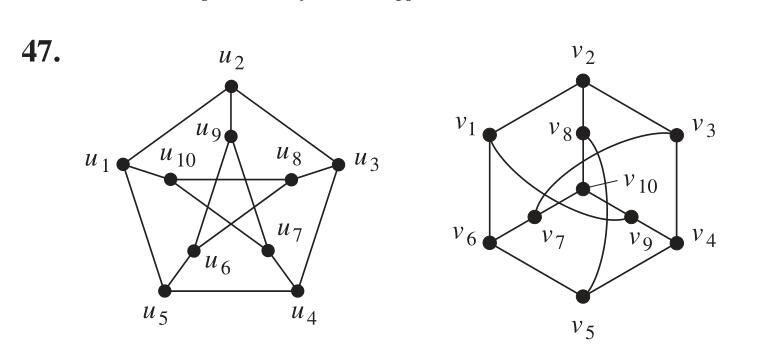 47.
u₂
u₉
u₁
u₁₀
u₈
u₃
u₇
u₆
u₅
u₄
v₂
v₁
v₈
v₃
v₁₀
v₆
v₇
v₉
v₄
v₅